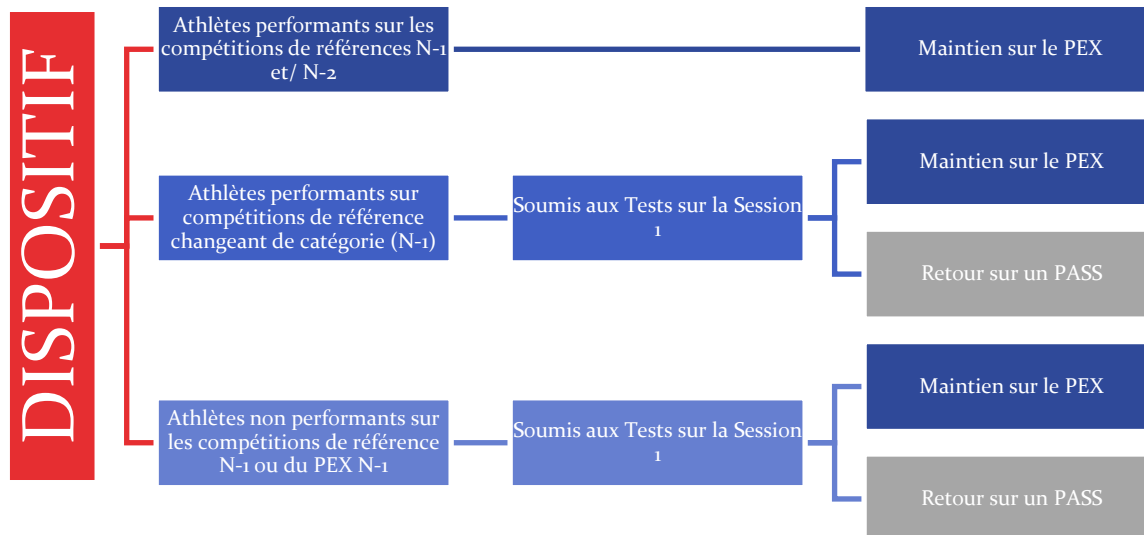 DISPOSITIF
Athlètes performants sur les
compétitions de références N-1
et/ N-2
Maintien sur le PEX
Athlètes performants sur
compétitions de référence
changeant de catégorie (N-1)
Soumis aux Tests sur la Session
1
Maintien sur le PEX
Retour sur un PASS
Athlètes non performants sur
les compétitions de référence
N-1 ou du PEX N-1
Soumis aux Tests sur la Session
1
Maintien sur le PEX
Retour sur un PASS